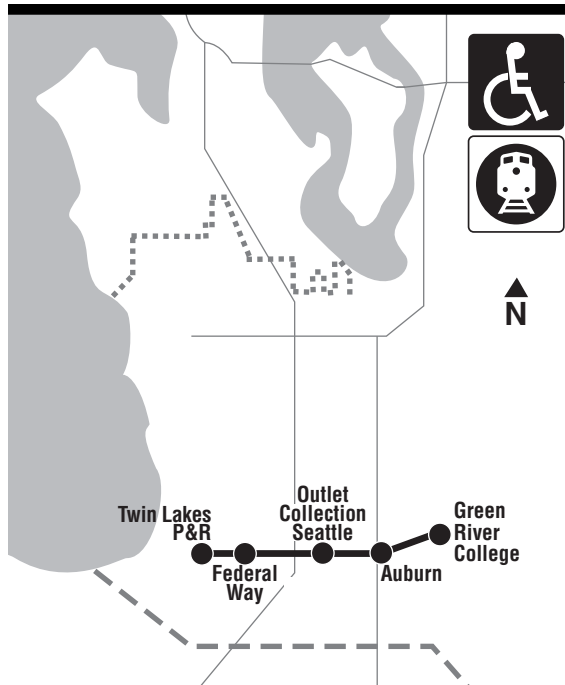 N
Outlet
Collection
Seattle
Twin Lakes
P&R
Green
River
College
Federal
Way
Auburn